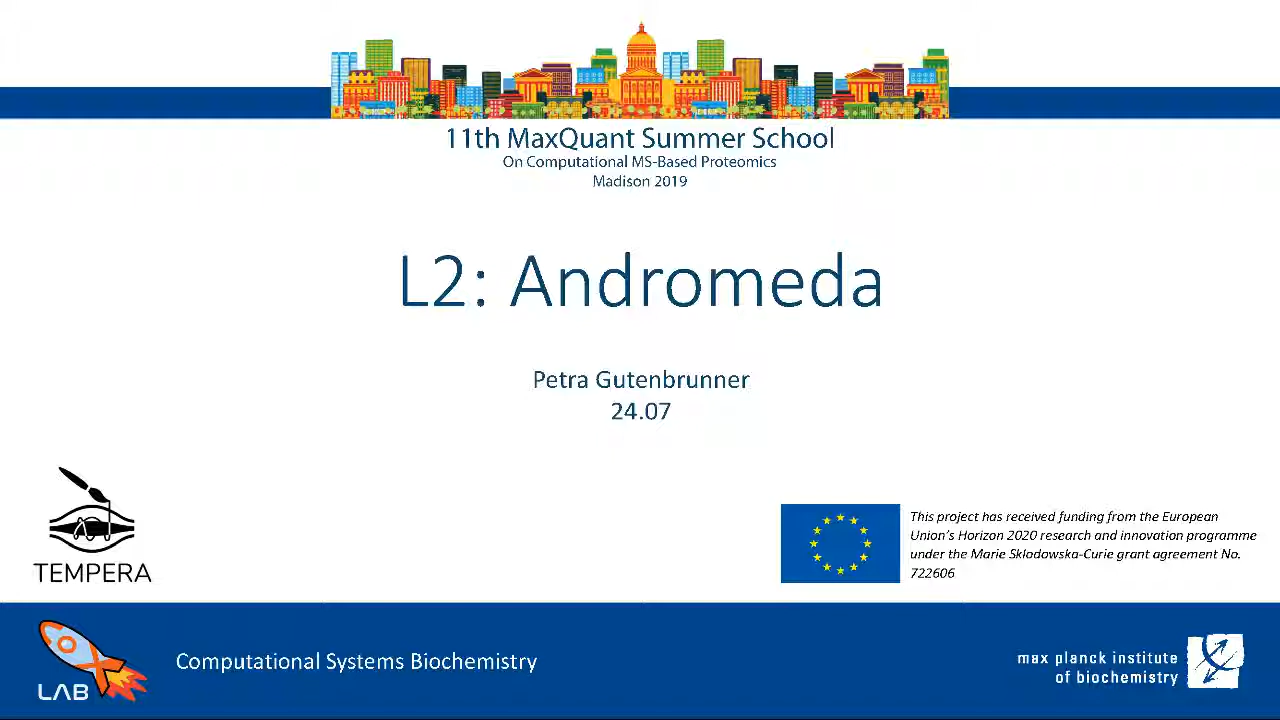 11th MaxQuant Summer School
On Computational MS-Based Proteomics
Madison 2019
L2: Andromeda
Petra Gutenbrunner
24.07
TEMPERA
This project has received funding from the European
Union's Horizon 2020 research and innovation programme
under the Marie Sklodowska-Curie grant agreement No.
722606
LAB
Computational Systems Biochemistry
max planck institute
of biochemistry